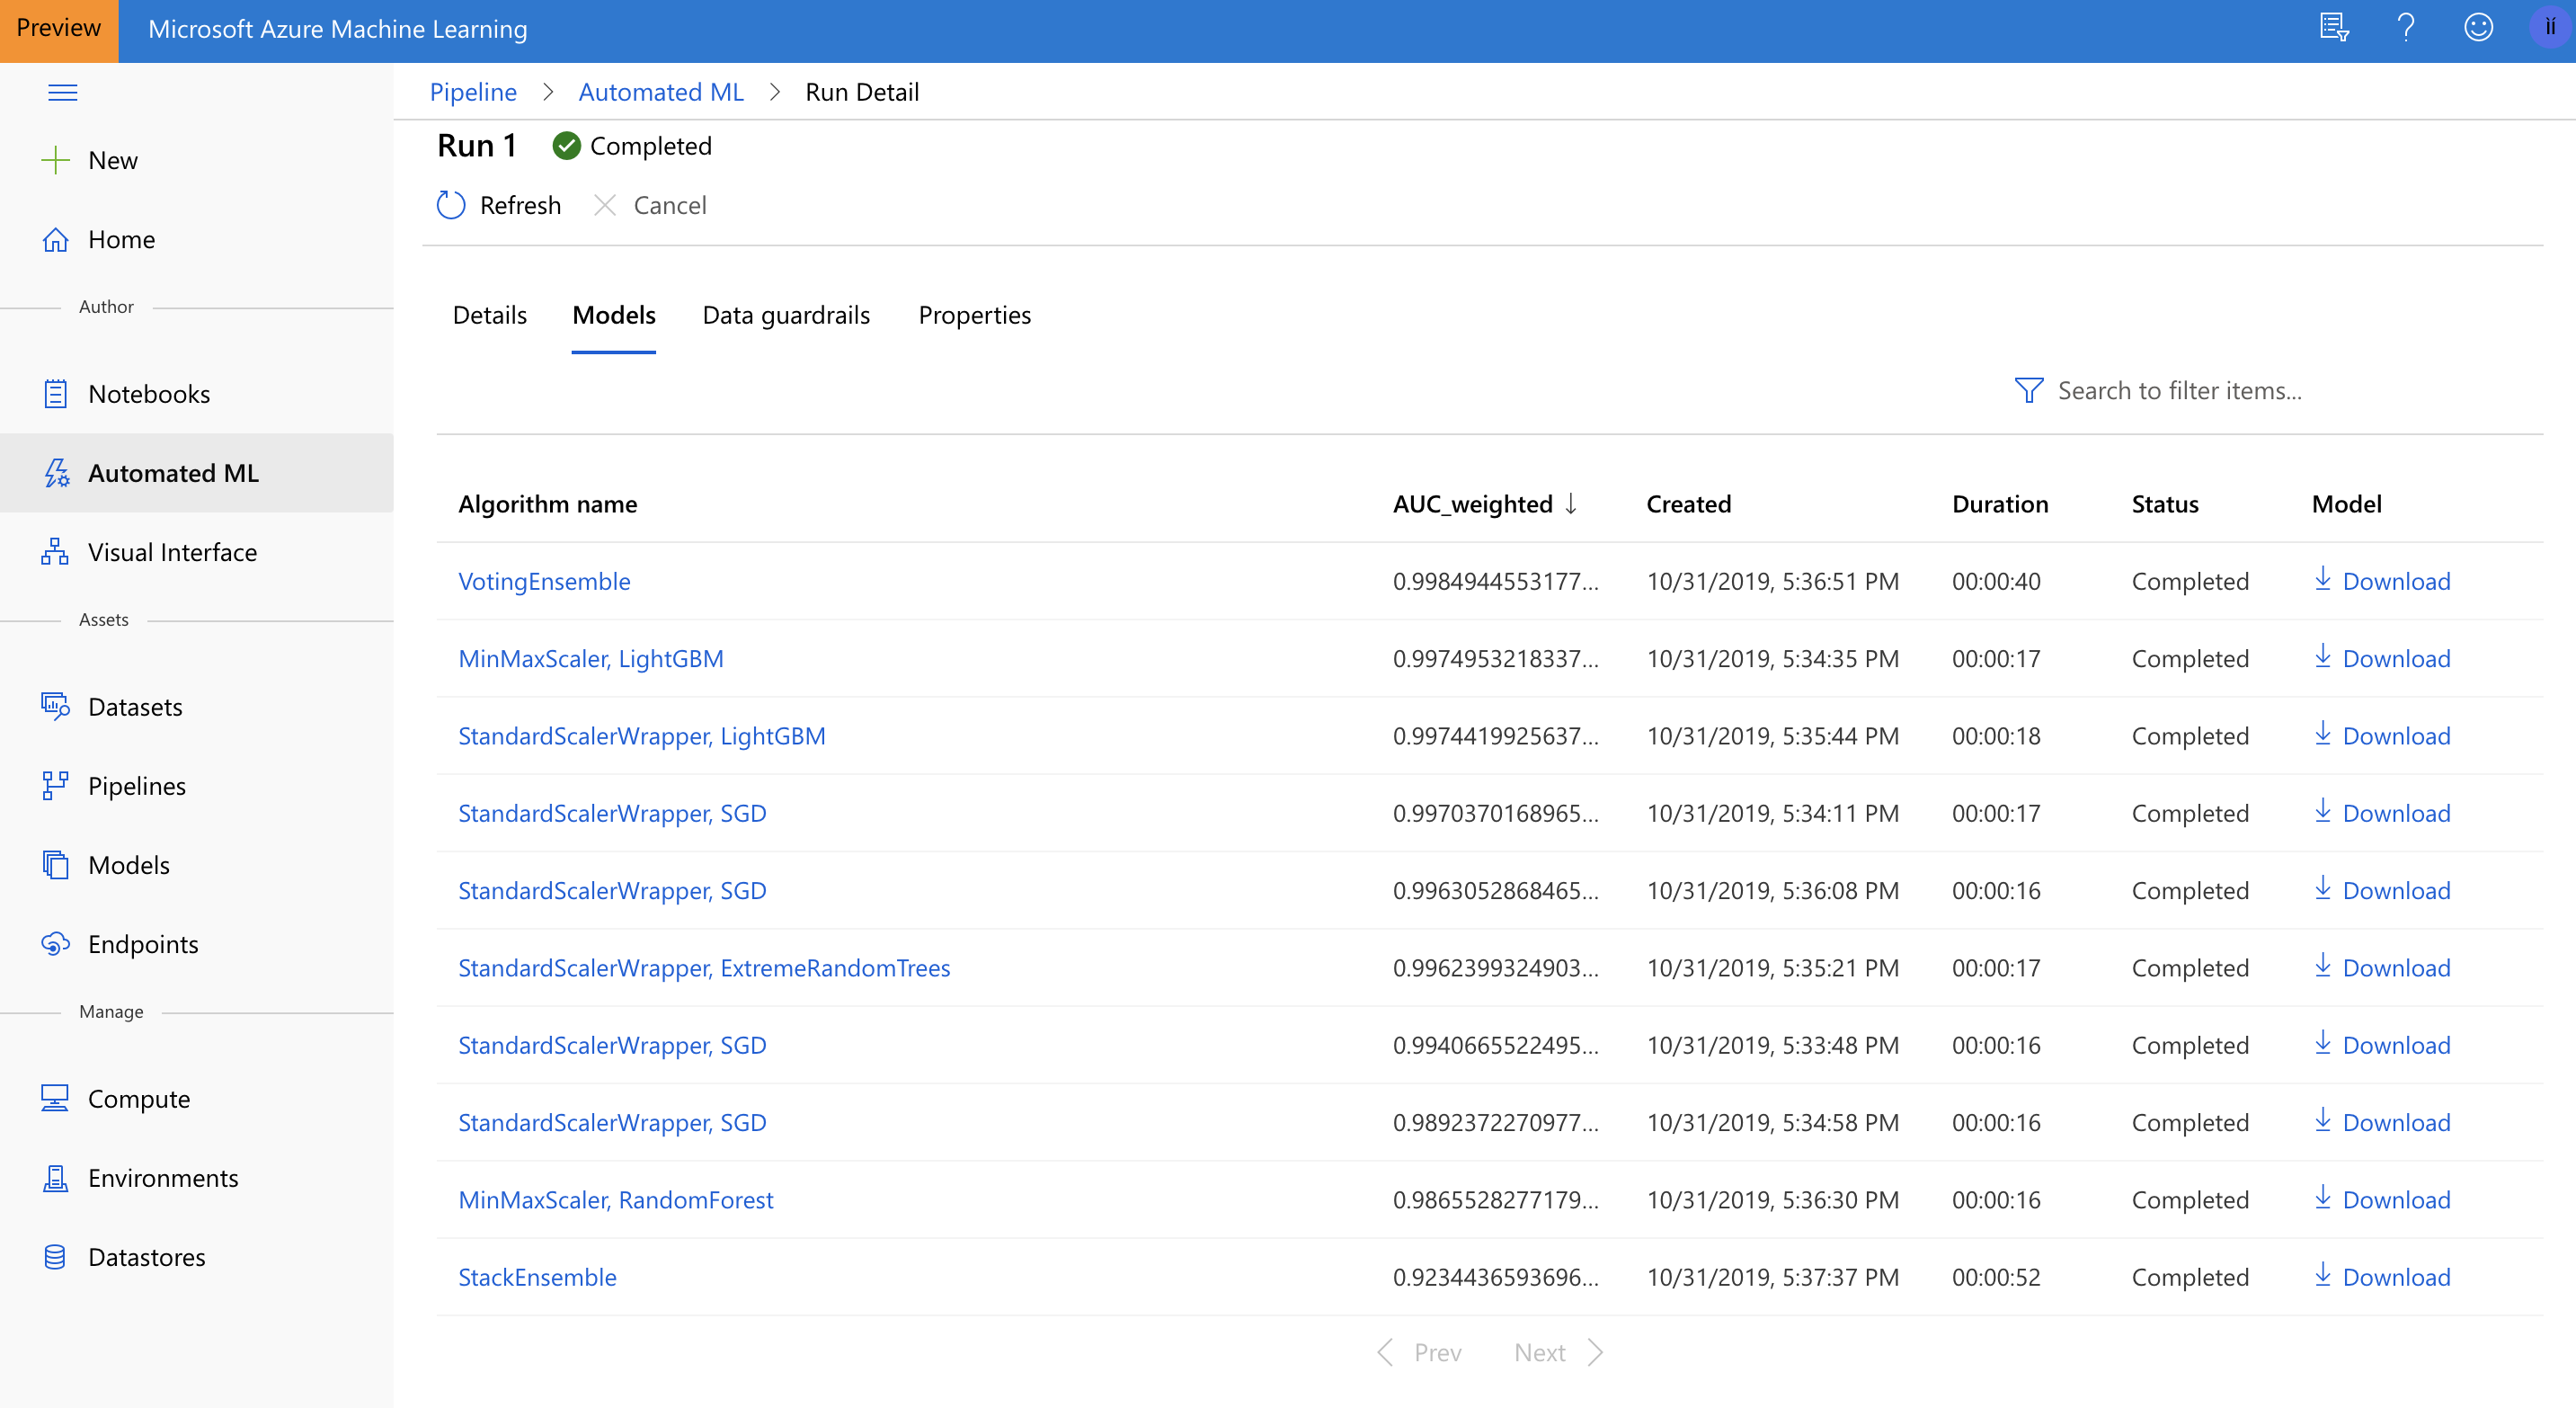 Preview
Microsoft Azure Machine Learning
ìí
Pipeline > Automated ML > Run Detail
Run 1 Completed
Refresh Cancel
New
Home
Author
Notebooks
Automated ML
Visual Interface
Assets
Datasets
Pipelines
Models
Endpoints
Manage
Compute
Environments
Datastores
Details Models Data guardrails Properties
Search to filter items...
Algorithm name AUC_weighted ↓ Created Duration Status Model
VotingEnsemble 0.9984944553177... 10/31/2019, 5:36:51 PM 00:00:40 Completed Download
MinMaxScaler, LightGBM 0.9974953218337... 10/31/2019, 5:34:35 PM 00:00:17 Completed Download
StandardScalerWrapper, LightGBM 0.9974419925637... 10/31/2019, 5:35:44 PM 00:00:18 Completed Download
StandardScalerWrapper, SGD 0.9970370168965... 10/31/2019, 5:34:11 PM 00:00:17 Completed Download
StandardScalerWrapper, SGD 0.9963052868465... 10/31/2019, 5:36:08 PM 00:00:16 Completed Download
StandardScalerWrapper, ExtremeRandomTrees 0.9962399324903... 10/31/2019, 5:35:21 PM 00:00:17 Completed Download
StandardScalerWrapper, SGD 0.9940665522495... 10/31/2019, 5:33:48 PM 00:00:16 Completed Download
StandardScalerWrapper, SGD 0.9892372270977... 10/31/2019, 5:34:58 PM 00:00:16 Completed Download
MinMaxScaler, RandomForest 0.9865528277179... 10/31/2019, 5:36:30 PM 00:00:16 Completed Download
StackEnsemble 0.9234436593696... 10/31/2019, 5:37:37 PM 00:00:52 Completed Download
Prev Next